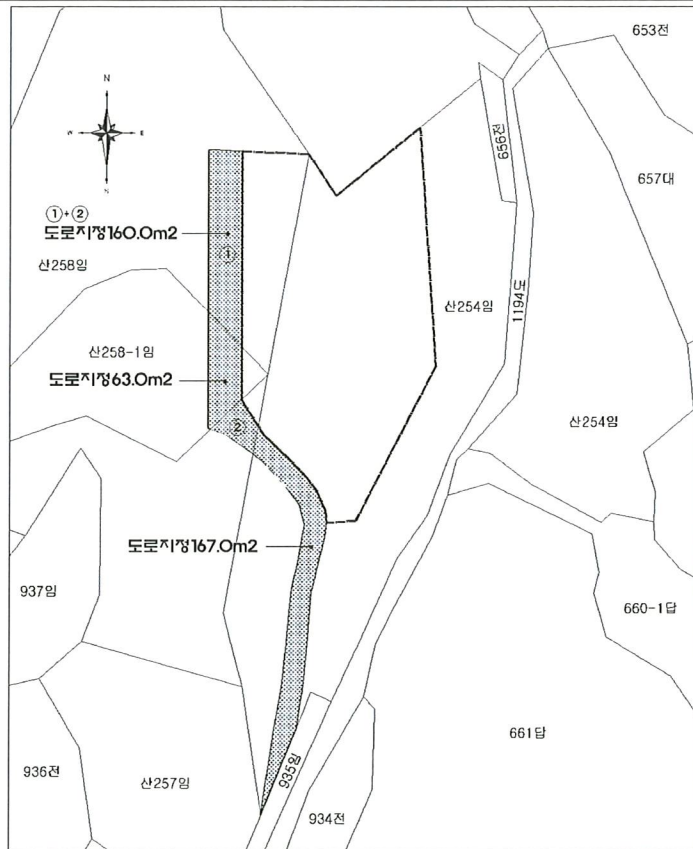 653전
N
W
E
S
656전
657대
①+②
도로지정160.0m2
①
산258임
산254임
1194도
산258-1임
도로지정63.0m2
②
산254임
도로지정167.0m2
937임
660-1답
661답
936전
산257임
935임
934전